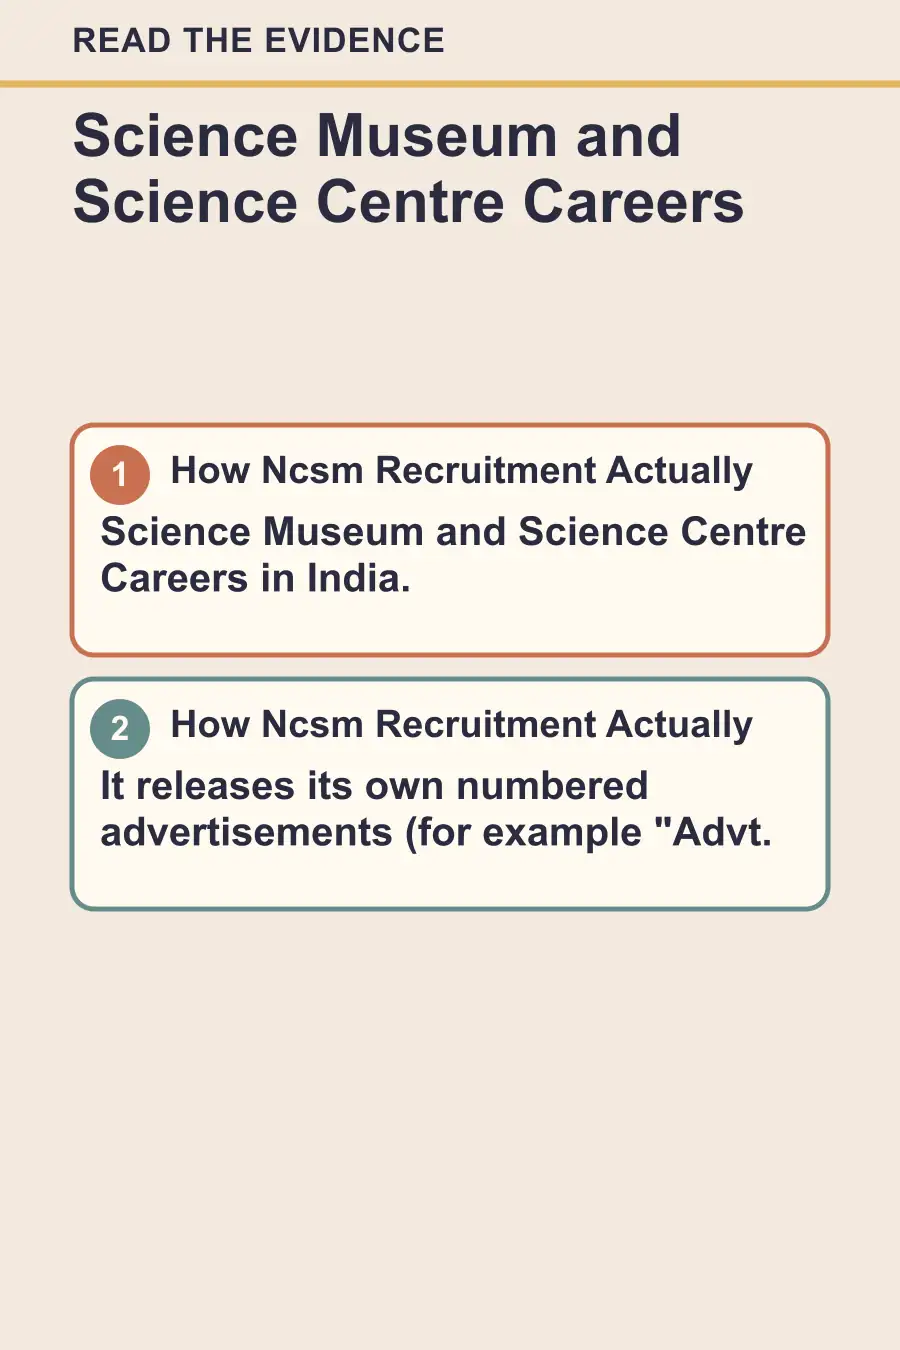 READ THE EVIDENCE
Science Museum and
Science Centre Careers
1
How Ncsm Recruitment Actually
Science Museum and Science Centre
Careers in India.
2
How Ncsm Recruitment Actually
It releases its own numbered
advertisements (for example "Advt.